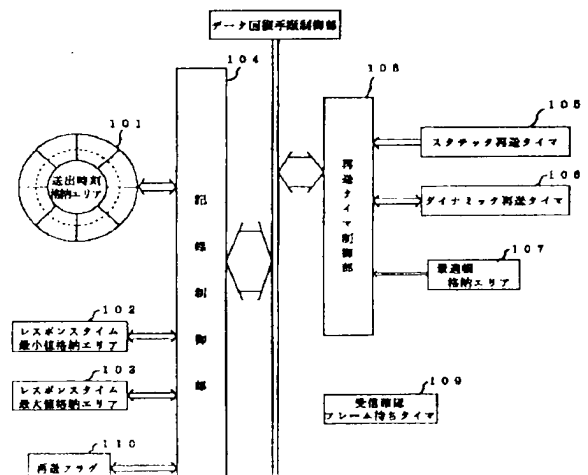 データ回線手順制御部
104
108
105
101
スタチック再送タイマ
106
送出時刻
格納エリア
ダイナミック再送タイマ
再送タイマ制御部
記録制御部
107
最適値
格納エリア
102
レスポンスタイム
最小値格納エリア
103
レスポンスタイム
最大値格納エリア
109
受信確認
フレーム待ちタイマ
110
再送フラグ